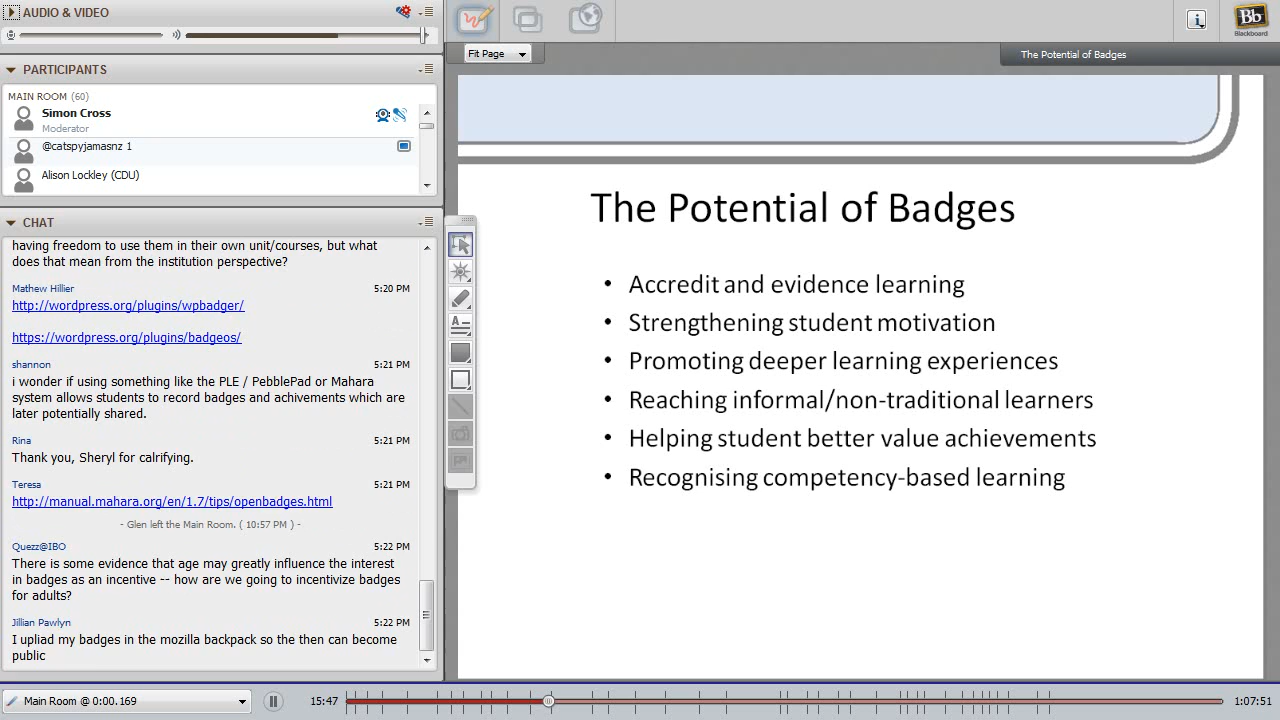 AUDIO & VIDEO
PARTICIPANTS
MAIN ROOM (60)
Simon Cross
Moderator
@catspyjamasnz 1
Alison Lockley (CDU)
CHAT
having freedom to use them in their own unit/courses, but what
does that mean from the institution perspective?
Mathew Hillier 5:20 PM
http://wordpress.org/plugins/wpbadger/
https://wordpress.org/plugins/badgeos/
shannon 5:21 PM
i wonder if using something like the PLE / PebblePad or Mahara
system allows students to record badges and achivements which are
later potentially shared.
Rina 5:21 PM
Thank you, Sheryl for calrifying.
Teresa 5:21 PM
http://manual.mahara.org/en/1.7/tips/openbadges.html
- Glen left the Main Room. ( 10:57 PM ) -
Quezz@IBO 5:22 PM
There is some evidence that age may greatly influence the interest
in badges as an incentive -- how are we going to incentivize badges
for adults?
Jillian Pawlyn 5:22 PM
I upliad my badges in the mozilla backpack so the then can become
public
Fit Page
The Potential of Badges
Bb
Blackboard
The Potential of Badges
• Accredit and evidence learning
• Strengthening student motivation
• Promoting deeper learning experiences
• Reaching informal/non-traditional learners
• Helping student better value achievements
• Recognising competency-based learning
Main Room @ 0:00.169
15:47
1:07:51